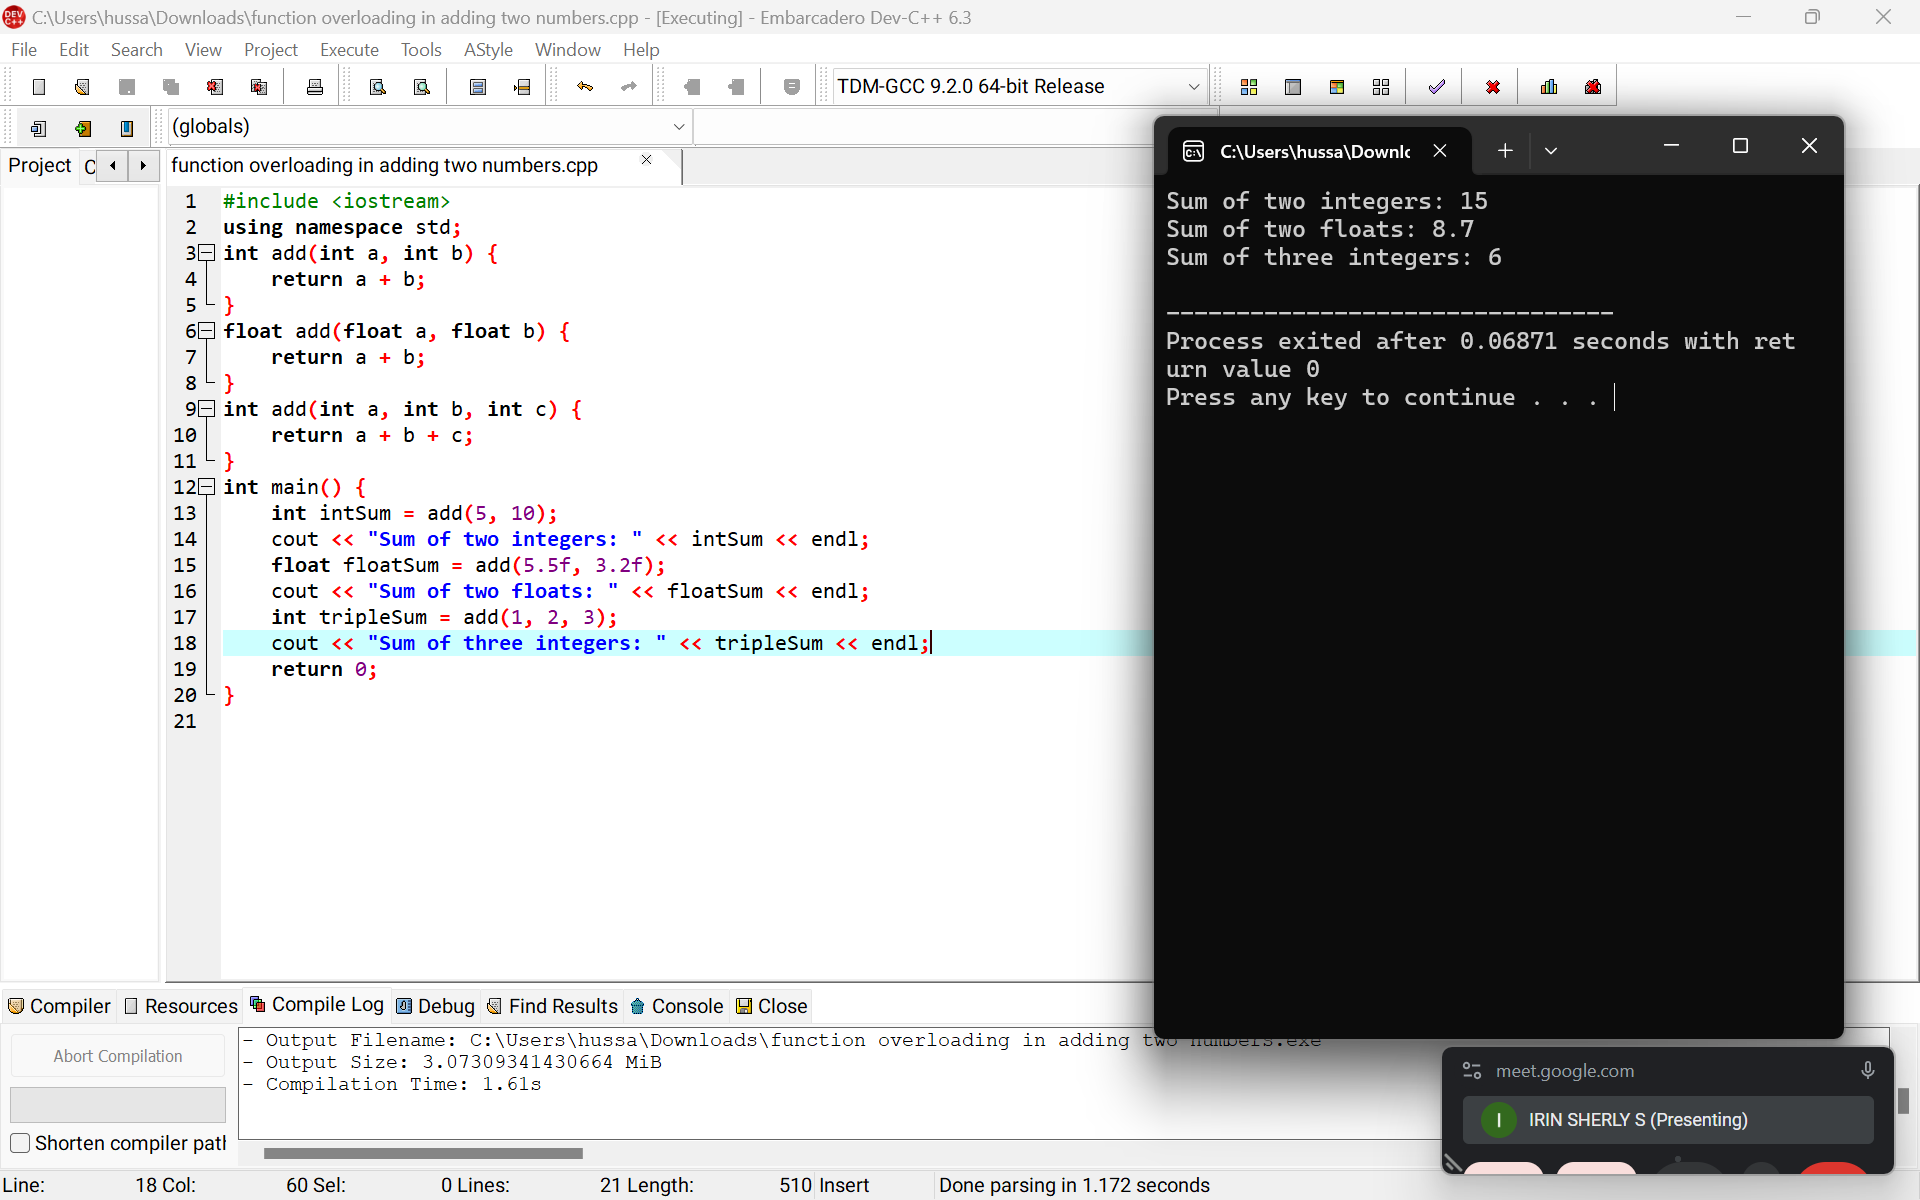 C:\Users\hussa\Downloads\function overloading in adding two numbers.cpp - [Executing] - Embarcadero Dev-C++ 6.3
File Edit Search View Project Execute Tools AStyle Window Help
TDM-GCC 9.2.0 64-bit Release
(globals)
Project
function overloading in adding two numbers.cpp
1 #include <iostream>
2 using namespace std;
3 int add(int a, int b) {
4 return a + b;
5 }
6 float add(float a, float b) {
7 return a + b;
8 }
9 int add(int a, int b, int c) {
10 return a + b + c;
11 }
12 int main() {
13 int intSum = add(5, 10);
14 cout << "Sum of two integers: " << intSum << endl;
15 float floatSum = add(5.5f, 3.2f);
16 cout << "Sum of two floats: " << floatSum << endl;
17 int tripleSum = add(1, 2, 3);
18 cout << "Sum of three integers: " << tripleSum << endl;
19 return 0;
20 }
21
C:\Users\hussa\Downlo
Sum of two integers: 15
Sum of two floats: 8.7
Sum of three integers: 6
--------------------------------
Process exited after 0.06871 seconds with ret
urn value 0
Press any key to continue . . .
Compiler Resources Compile Log Debug Find Results Console Close
Abort Compilation
Shorten compiler path
- Output Filename: C:\Users\hussa\Downloads\function overloading in adding two numbers.exe
- Output Size: 3.07309341430664 MiB
- Compilation Time: 1.61s
meet.google.com
I IRIN SHERLY S (Presenting)
Line: 18 Col: 60 Sel: 0 Lines: 21 Length: 510 Insert Done parsing in 1.172 seconds